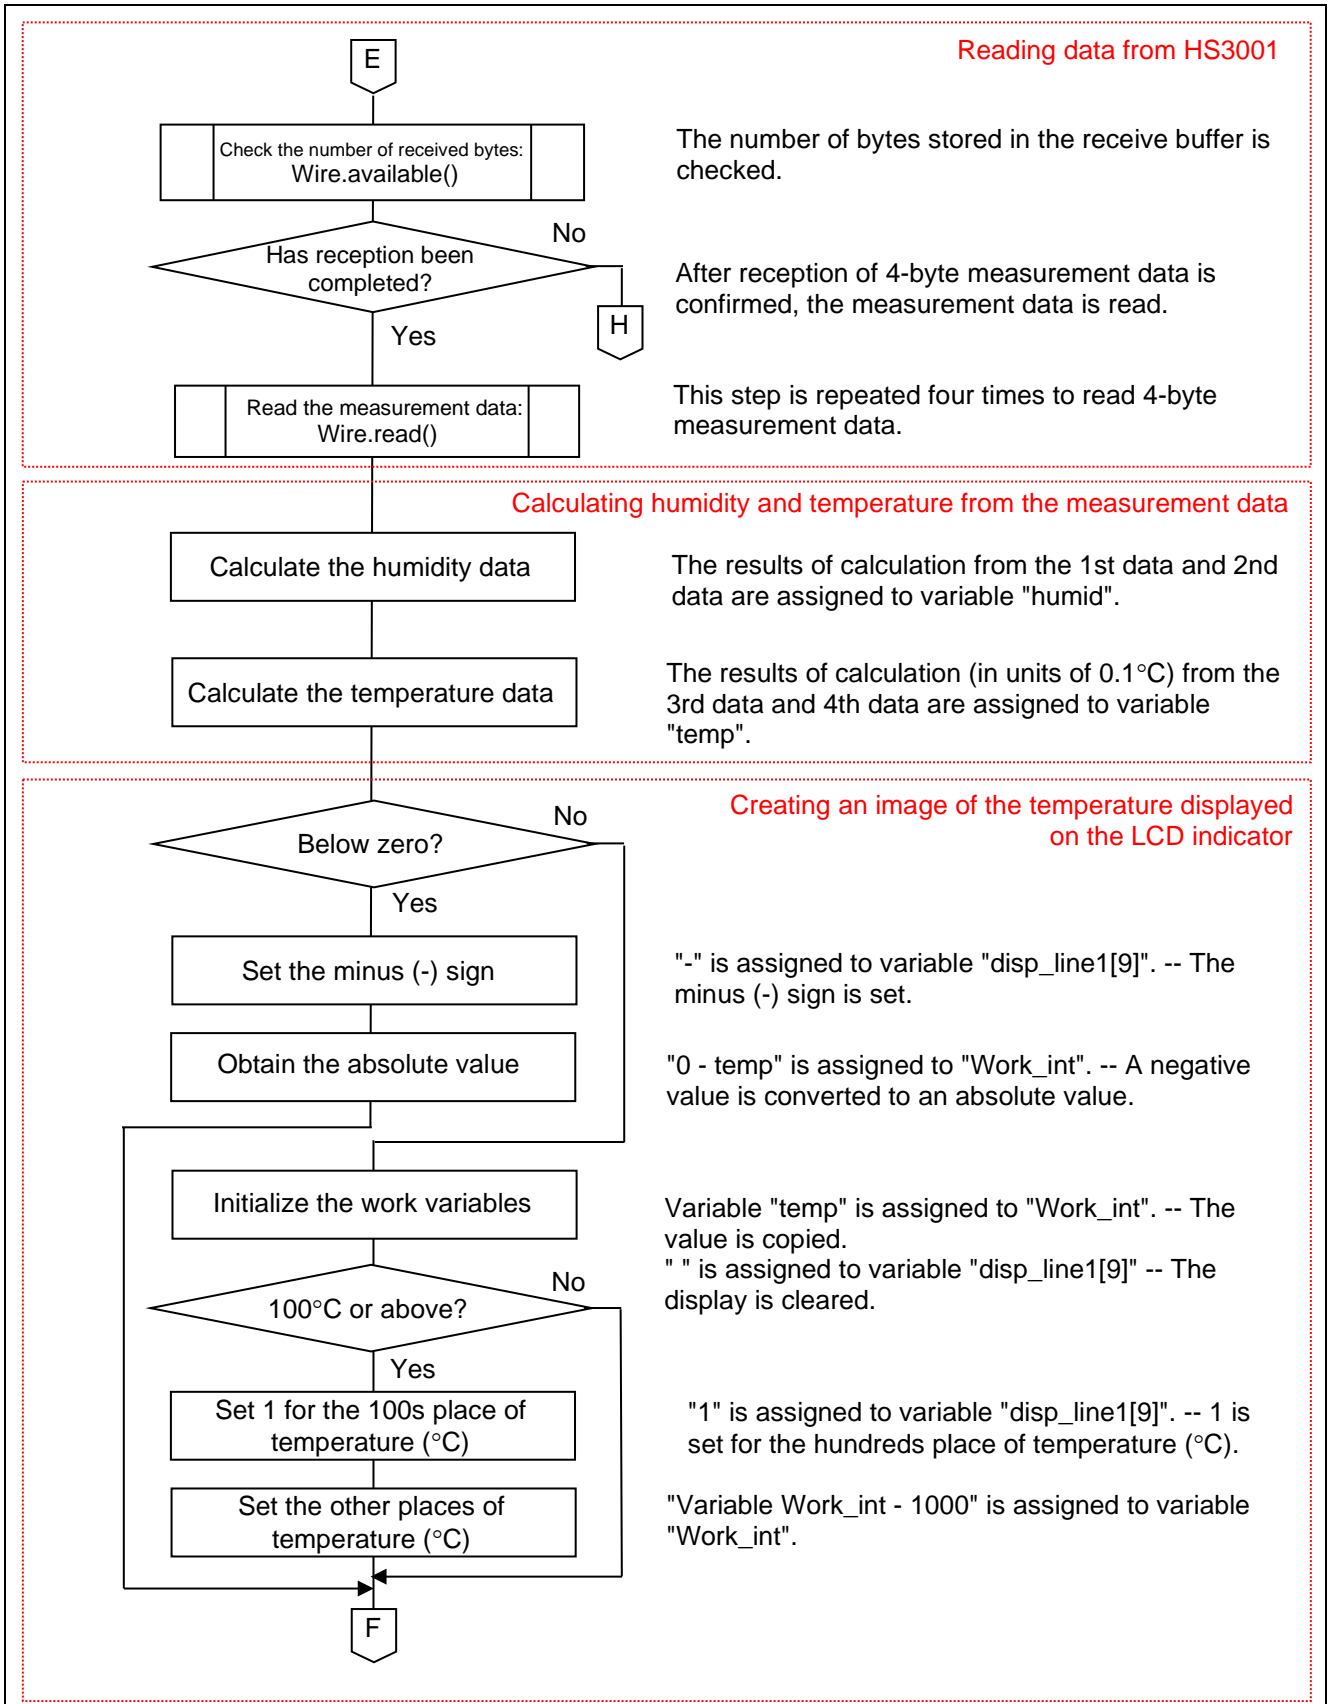 Reading data from HS3001
E
Check the number of received bytes:
Wire.available()
The number of bytes stored in the receive buffer is
checked.
No
Has reception been
completed?
After reception of 4-byte measurement data is
confirmed, the measurement data is read.
H
Yes
Read the measurement data:
Wire.read()
This step is repeated four times to read 4-byte
measurement data.
Calculating humidity and temperature from the measurement data
Calculate the humidity data
The results of calculation from the 1st data and 2nd
data are assigned to variable "humid".
Calculate the temperature data
The results of calculation (in units of 0.1°C) from the
3rd data and 4th data are assigned to variable
"temp".
Creating an image of the temperature displayed
on the LCD indicator
No
Below zero?
Yes
Set the minus (-) sign
"-" is assigned to variable "disp_line1[9]". -- The
minus (-) sign is set.
Obtain the absolute value
"0 - temp" is assigned to "Work_int". -- A negative
value is converted to an absolute value.
Initialize the work variables
Variable "temp" is assigned to "Work_int". -- The
value is copied.
" " is assigned to variable "disp_line1[9]" -- The
display is cleared.
No
100°C or above?
Yes
Set 1 for the 100s place of
temperature (°C)
"1" is assigned to variable "disp_line1[9]". -- 1 is
set for the hundreds place of temperature (°C).
Set the other places of
temperature (°C)
"Variable Work_int - 1000" is assigned to variable
"Work_int".
F